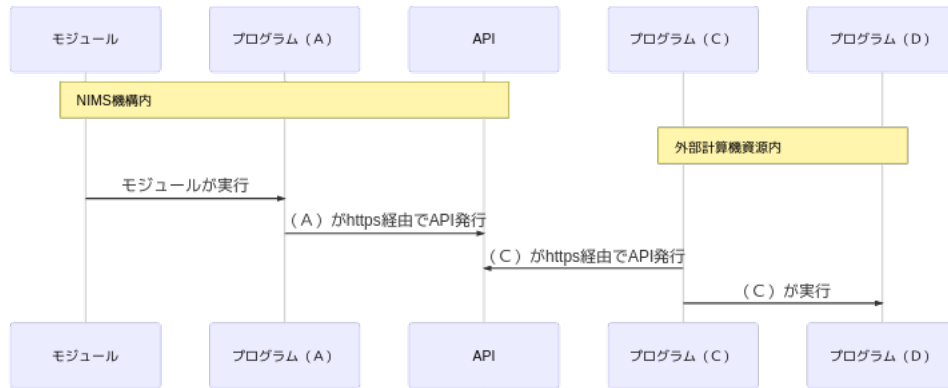 モジュール
プログラム（A）
API
プログラム（C）
プログラム（D）
NIMS機構内
外部計算機資源内
モジュールが実行
（A）がhttps経由でAPI発行
（C）がhttps経由でAPI発行
（C）が実行
モジュール
プログラム（A）
API
プログラム（C）
プログラム（D）